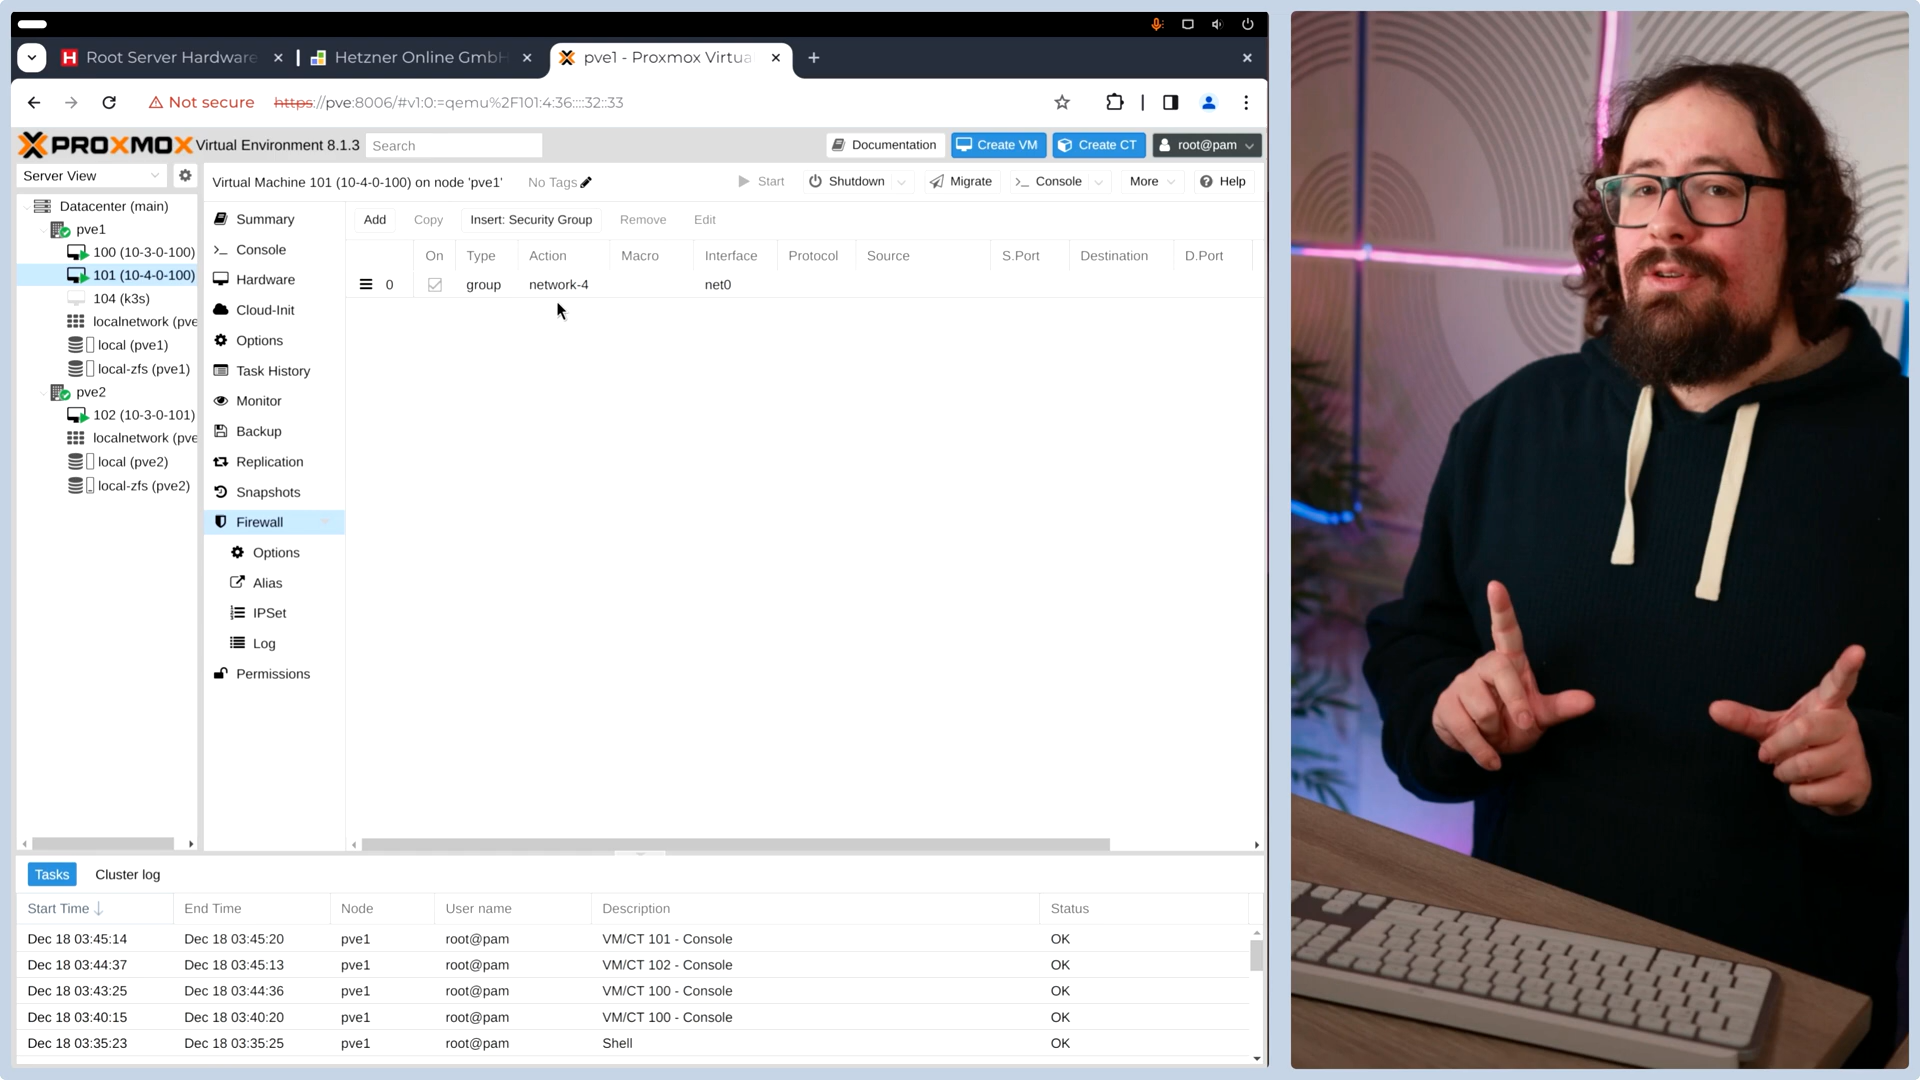 Root Server Hardware
Hetzner Online GmbH
pve1 - Proxmox Virtua
Not secure
https://pve:8006/#v1:0:=qemu%2F101:4:36::::32::33
PROXMOX Virtual Environment 8.1.3
Search
Documentation
Create VM
Create CT
root@pam
Server View
Virtual Machine 101 (10-4-0-100) on node 'pve1'
No Tags
Start
Shutdown
Migrate
Console
More
Help
Datacenter (main)
pve1
100 (10-3-0-100)
101 (10-4-0-100)
104 (k3s)
localnetwork (pve
local (pve1)
local-zfs (pve1)
pve2
102 (10-3-0-101)
localnetwork (pve
local (pve2)
local-zfs (pve2)
Summary
Console
Hardware
Cloud-Init
Options
Task History
Monitor
Backup
Replication
Snapshots
Firewall
Options
Alias
IPSet
Log
Permissions
Add
Copy
Insert: Security Group
Remove
Edit
On Type Action Macro Interface Protocol Source S.Port Destination D.Port
0 group network-4 net0
Tasks
Cluster log
Start Time End Time Node User name Description Status
Dec 18 03:45:14 Dec 18 03:45:20 pve1 root@pam VM/CT 101 - Console OK
Dec 18 03:44:37 Dec 18 03:45:13 pve1 root@pam VM/CT 102 - Console OK
Dec 18 03:43:25 Dec 18 03:44:36 pve1 root@pam VM/CT 100 - Console OK
Dec 18 03:40:15 Dec 18 03:40:20 pve1 root@pam VM/CT 100 - Console OK
Dec 18 03:35:23 Dec 18 03:35:25 pve1 root@pam Shell OK